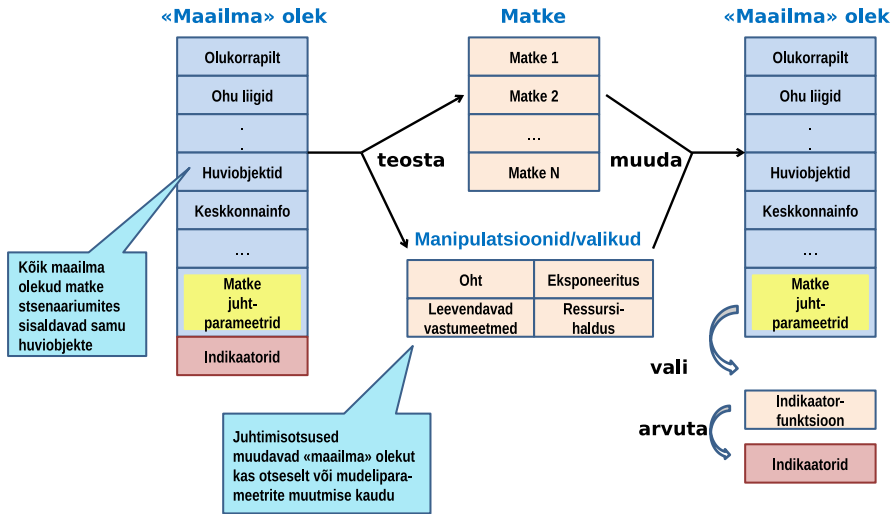 «Maailma» olek
Olukorrapilt
Ohu liigid
.
.
Huviobjektid
Keskkonnainfo
...
Matke
juht-
parameetrid
Indikaatorid
Kõik maailma
olekud matke
stsenaariumites
sisaldavad samu
huviobjekte
teosta
Matke
Matke 1
Matke 2
...
Matke N
Manipulatsioonid/valikud
Oht
Eksponeeritus
Leevendavad
vastumeetmed
Ressursi-
haldus
Juhtimisotsused
muudavad «maailma» olekut
kas otseselt või mudelipara-
meetrite muutmise kaudu
muuda
«Maailma» olek
Olukorrapilt
Ohu liigid
.
.
Huviobjektid
Keskkonnainfo
...
Matke
juht-
parameetrid
vali
Indikaator-
funktsioon
arvuta
Indikaatorid